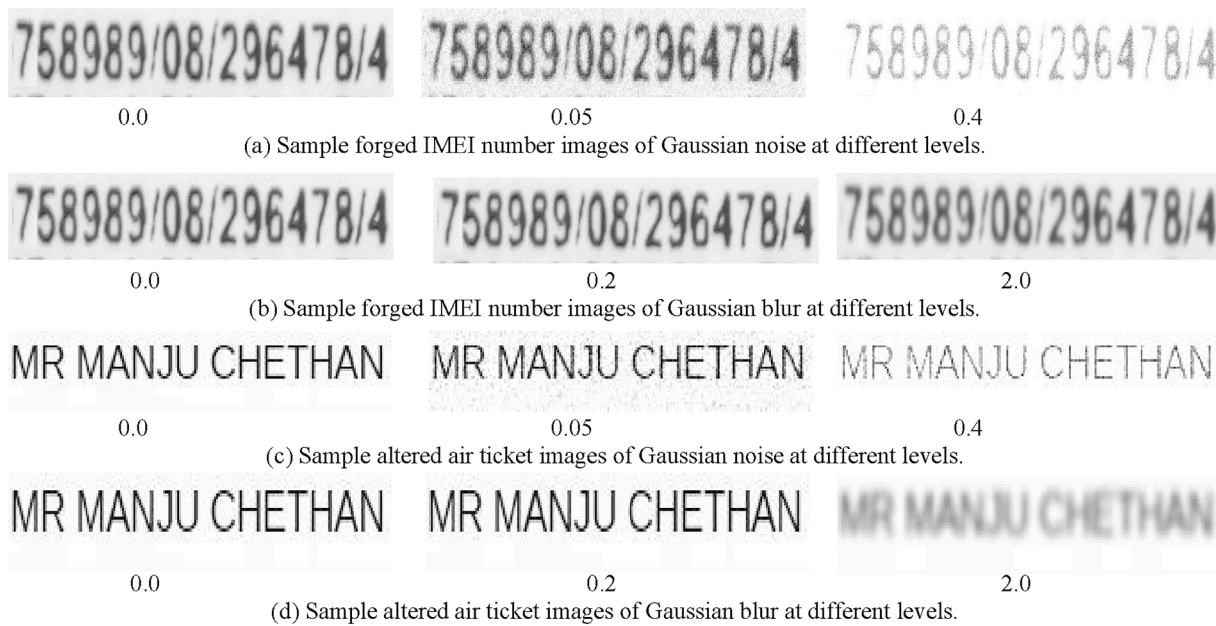 758989/08/296478/4 758989/08/296478/4 758989/08/296478/4
0.0 0.05 0.4
(a) Sample forged IMEI number images of Gaussian noise at different levels.
758989/08/296478/4 758989/08/296478/4 758989/08/296478/4
0.0 0.2 2.0
(b) Sample forged IMEI number images of Gaussian blur at different levels.
MR MANJU CHETHAN MR MANJU CHETHAN MR MANJU CHETHAN
0.0 0.05 0.4
(c) Sample altered air ticket images of Gaussian noise at different levels.
MR MANJU CHETHAN MR MANJU CHETHAN MR MANJU CHETHAN
0.0 0.2 2.0
(d) Sample altered air ticket images of Gaussian blur at different levels.